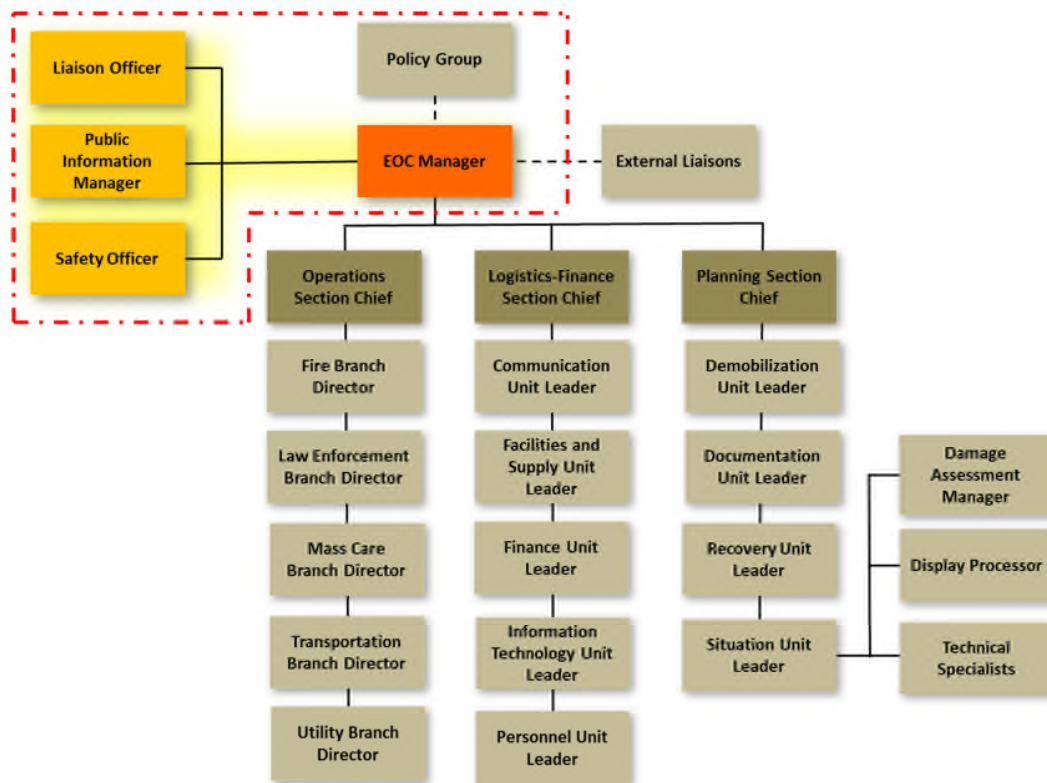 Liaison Officer
Policy Group
Public
Information
Manager
EOC Manager
External Liaisons
Safety Officer
Operations
Section Chief
Logistics-Finance
Section Chief
Planning Section
Chief
Fire Branch
Director
Communication
Unit Leader
Demobilization
Unit Leader
Law Enforcement
Branch Director
Facilities and
Supply Unit
Leader
Documentation
Unit Leader
Damage
Assessment
Manager
Mass Care
Branch Director
Finance Unit
Leader
Recovery Unit
Leader
Display Processor
Transportation
Branch Director
Information
Technology Unit
Leader
Situation Unit
Leader
Technical
Specialists
Utility Branch
Director
Personnel Unit
Leader